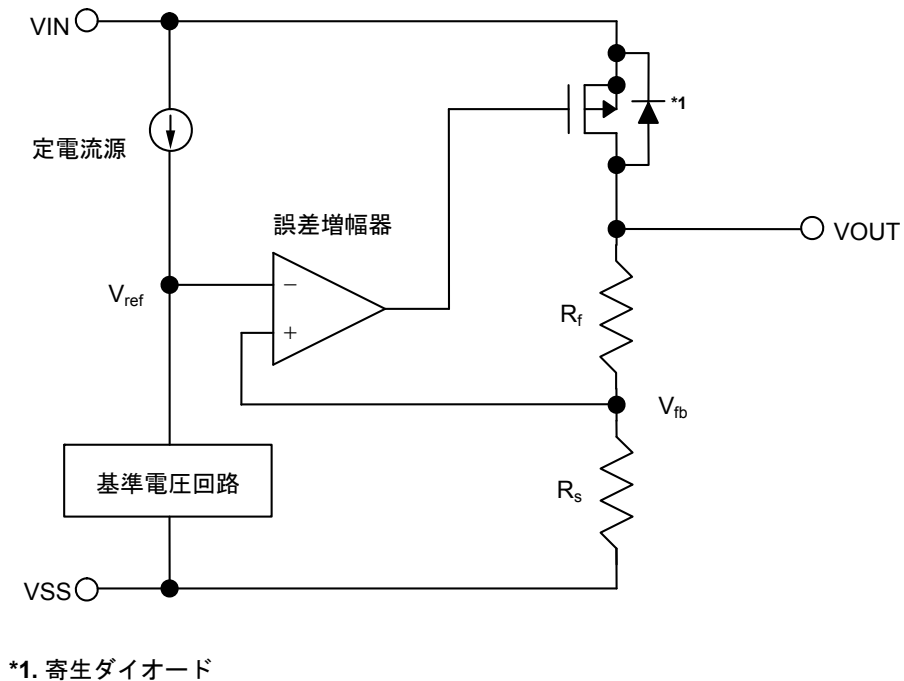 VIN
*1
定電流源
誤差増幅器
VOUT
Vref
−
+
Rf
Vfb
基準電圧回路
Rs
VSS
*1. 寄生ダイオード